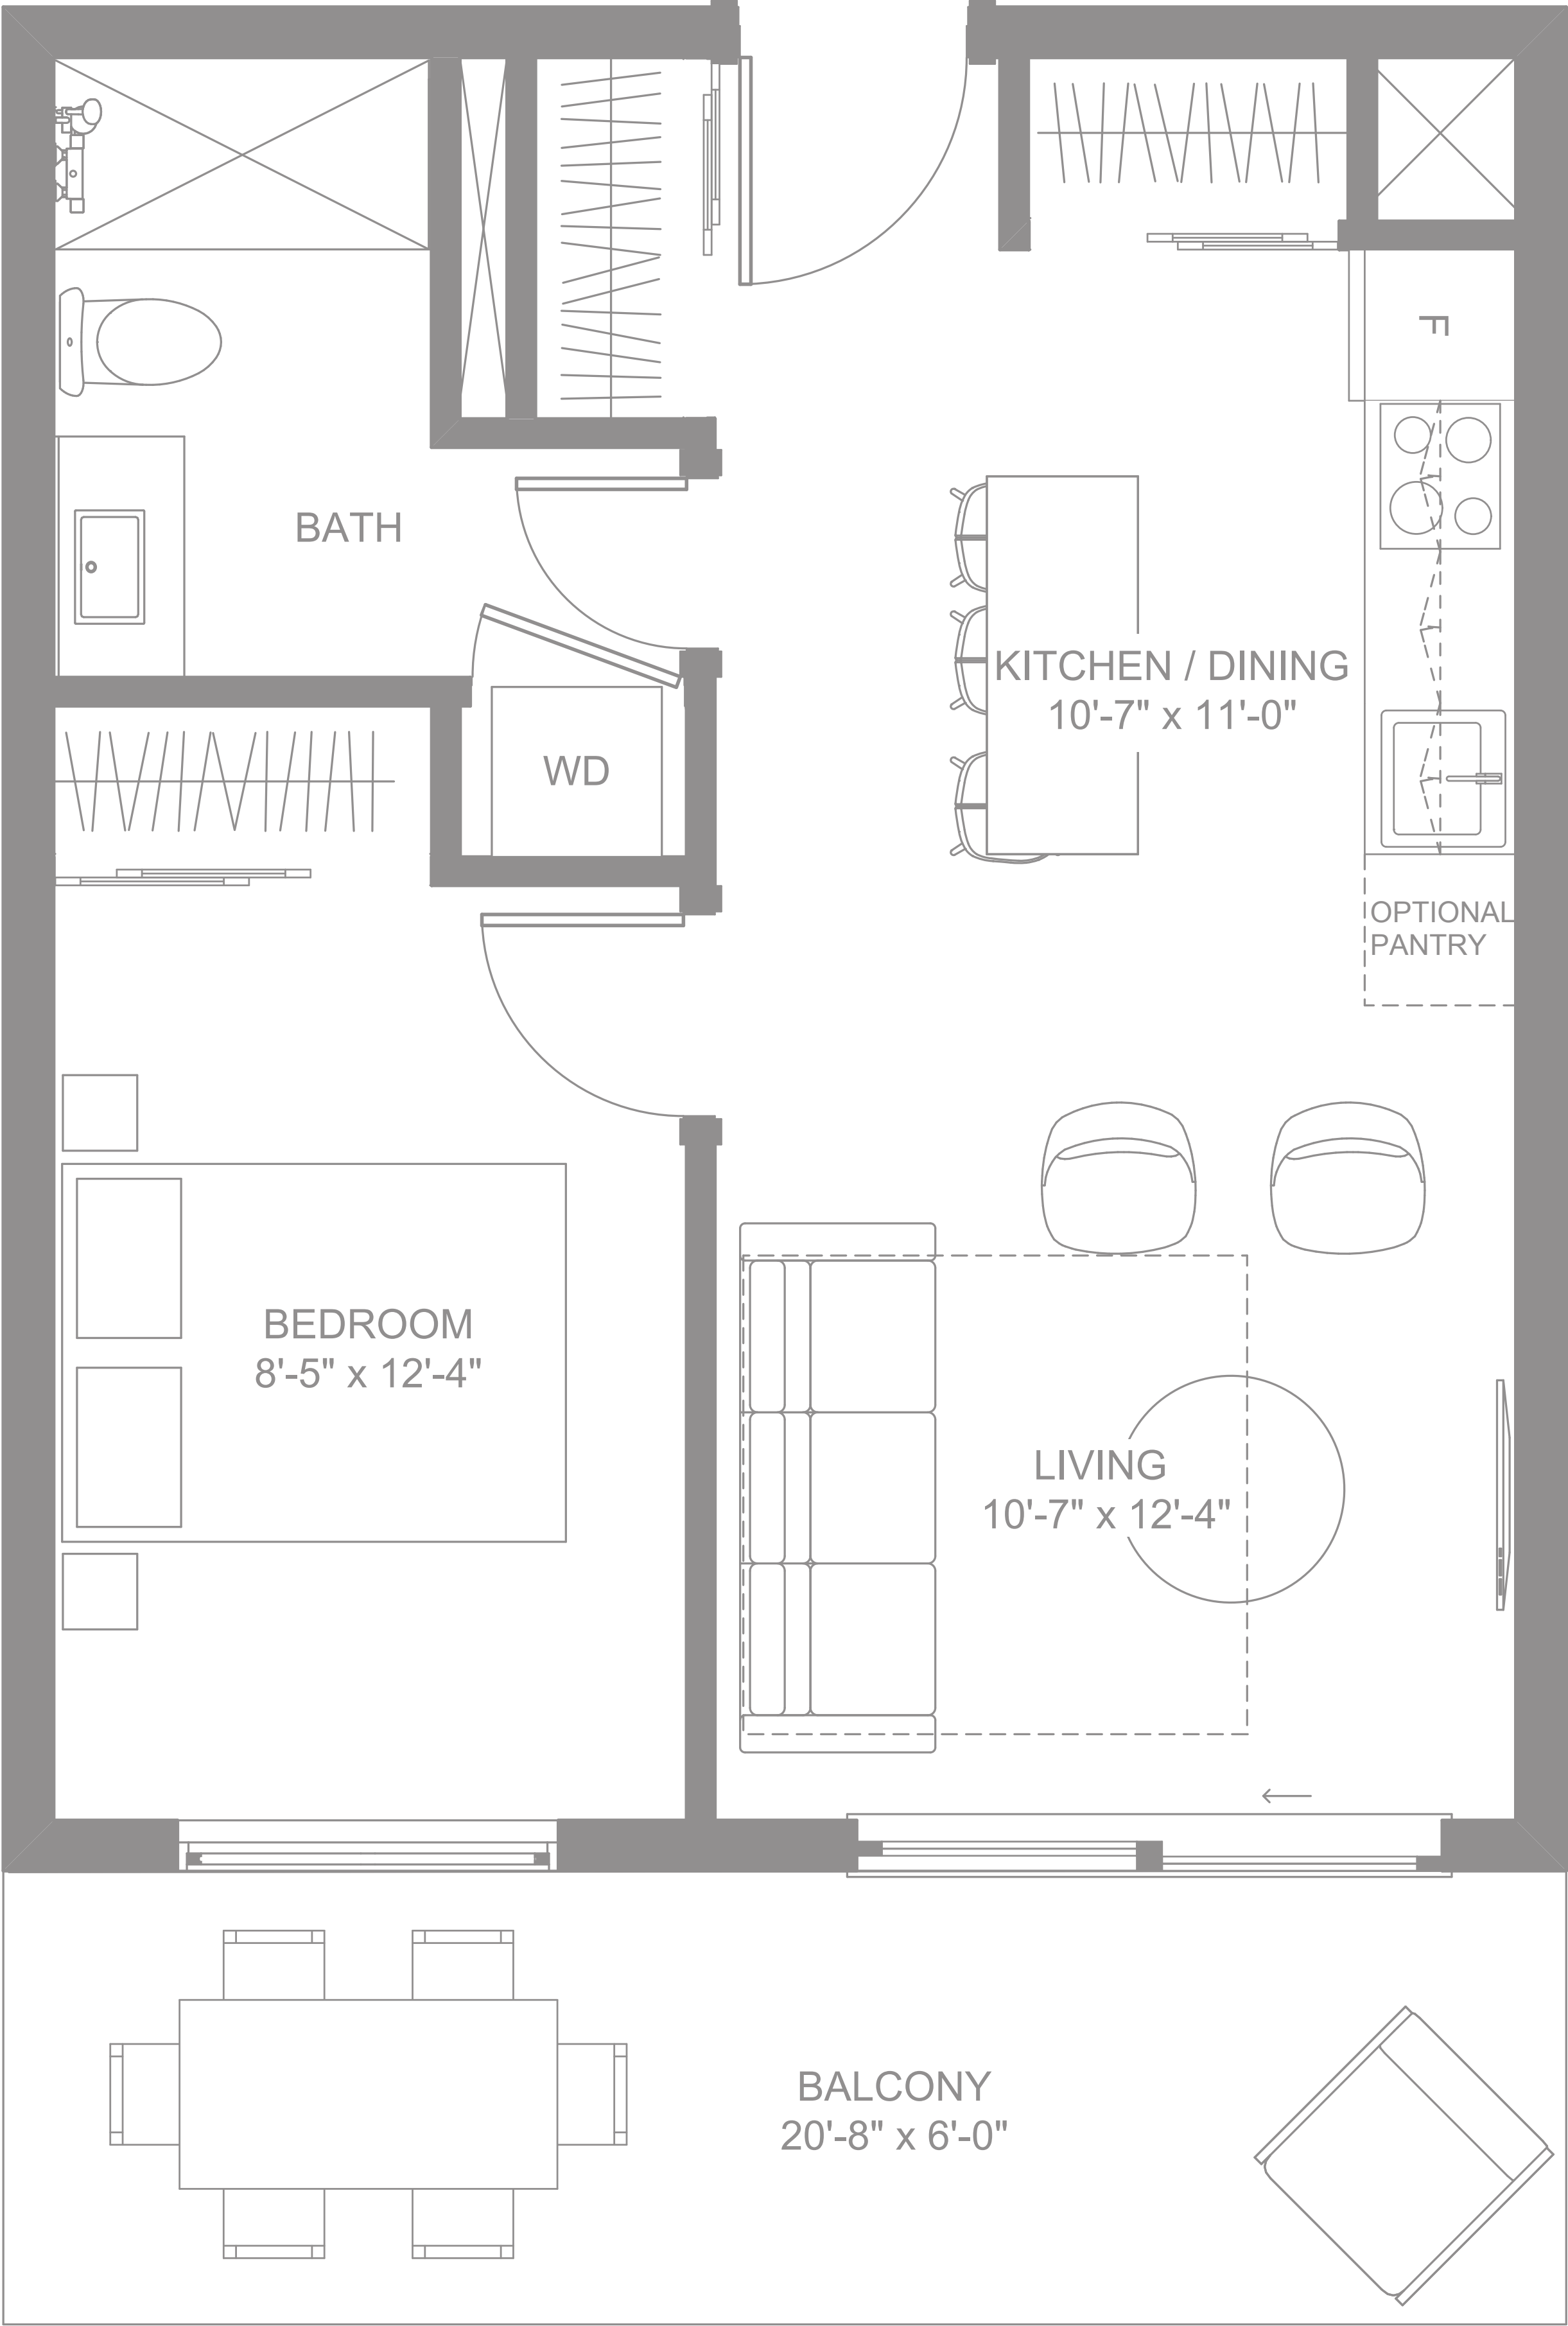 F
BATH
KITCHEN / DINING
10'-7" x 11'-0"
WD
OPTIONAL
PANTRY
BEDROOM
8'-5" x 12'-4"
LIVING
10'-7" x 12'-4"
BALCONY
20'-8" x 6'-0"